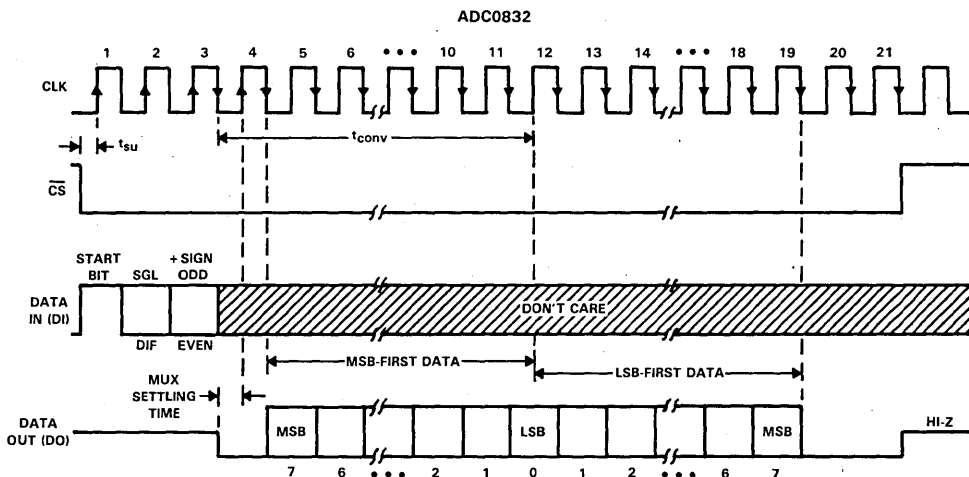 ADC0832
1 2 3 4 5 6 • • • 10 11 12 13 14 • • • 18 19 20 21
CLK
tsu
tconv
CS
START BIT
SGL
+ SIGN
ODD
DATA
IN (DI)
DON'T CARE
DIF
EVEN
MSB-FIRST DATA
LSB-FIRST DATA
MUX
SETTLING
TIME
DATA
OUT (DO)
MSB
LSB
MSB
HI-Z
7 6 • • • 2 1 0 1 2 • • • 6 7